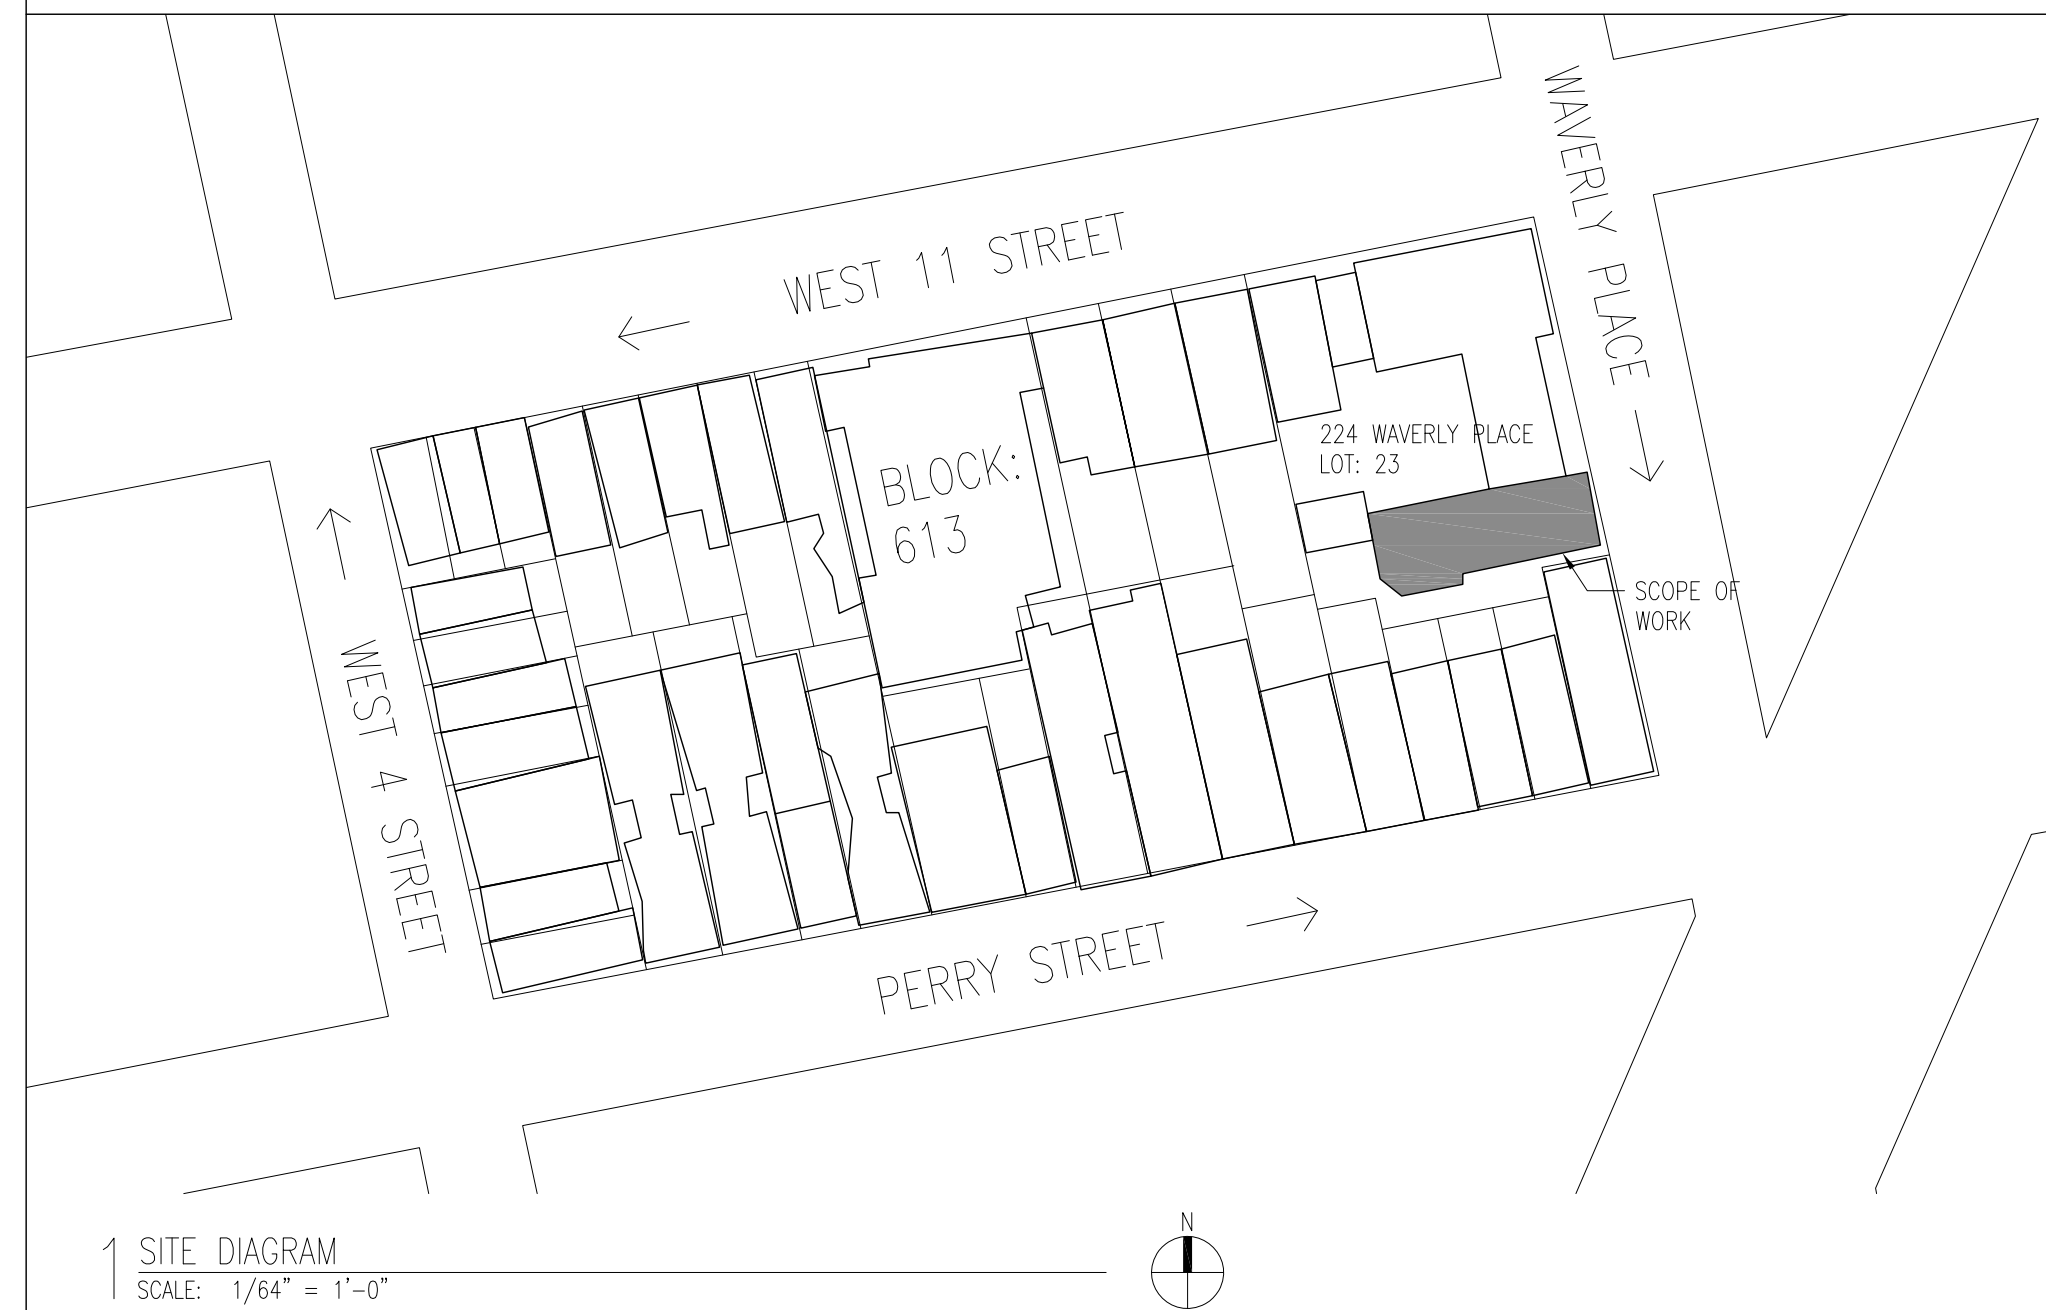 WAVERLY PLACE
WEST 11 STREET
224 WAVERLY PLACE
LOT: 23
BLOCK:
613
SCOPE OF
WORK
WEST 4 STREET
PERRY STREET
N
1 SITE DIAGRAM
SCALE: 1/64" = 1'-0"